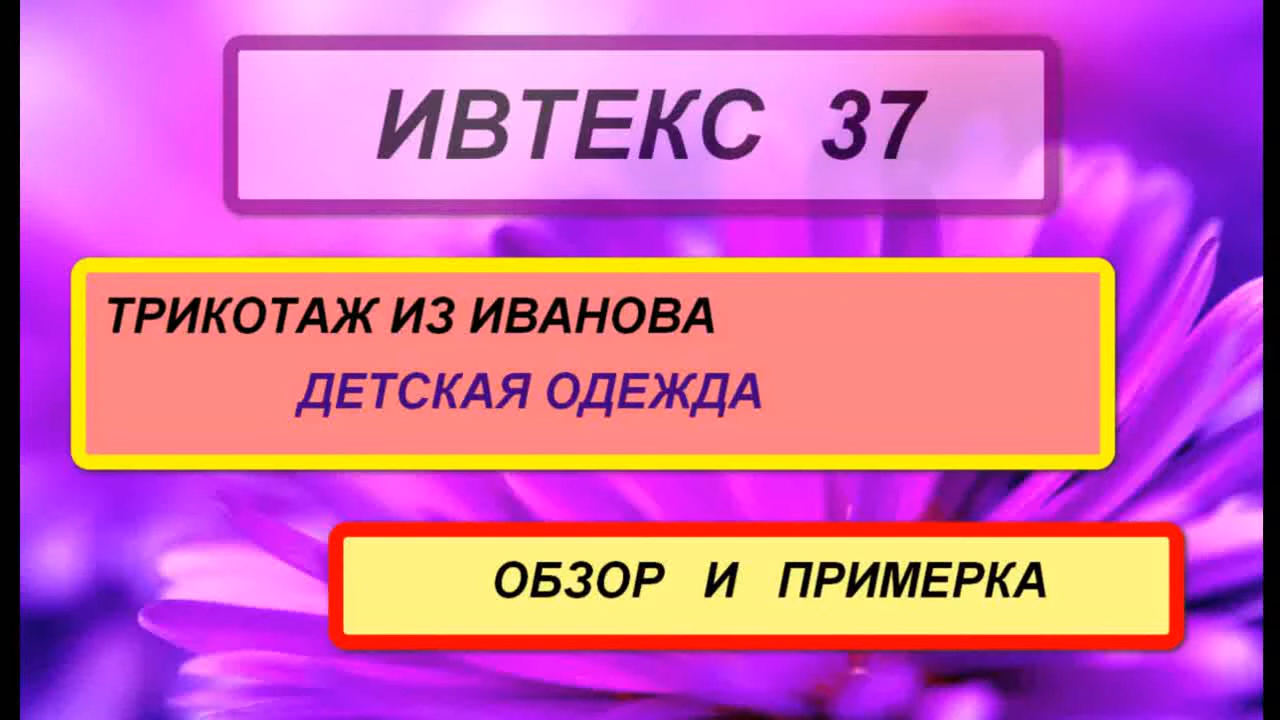 ИВТЕКС 37
ТРИКОТАЖ ИЗ ИВАНОВА
ДЕТСКАЯ ОДЕЖДА
ОБЗОР И ПРИМЕРКА